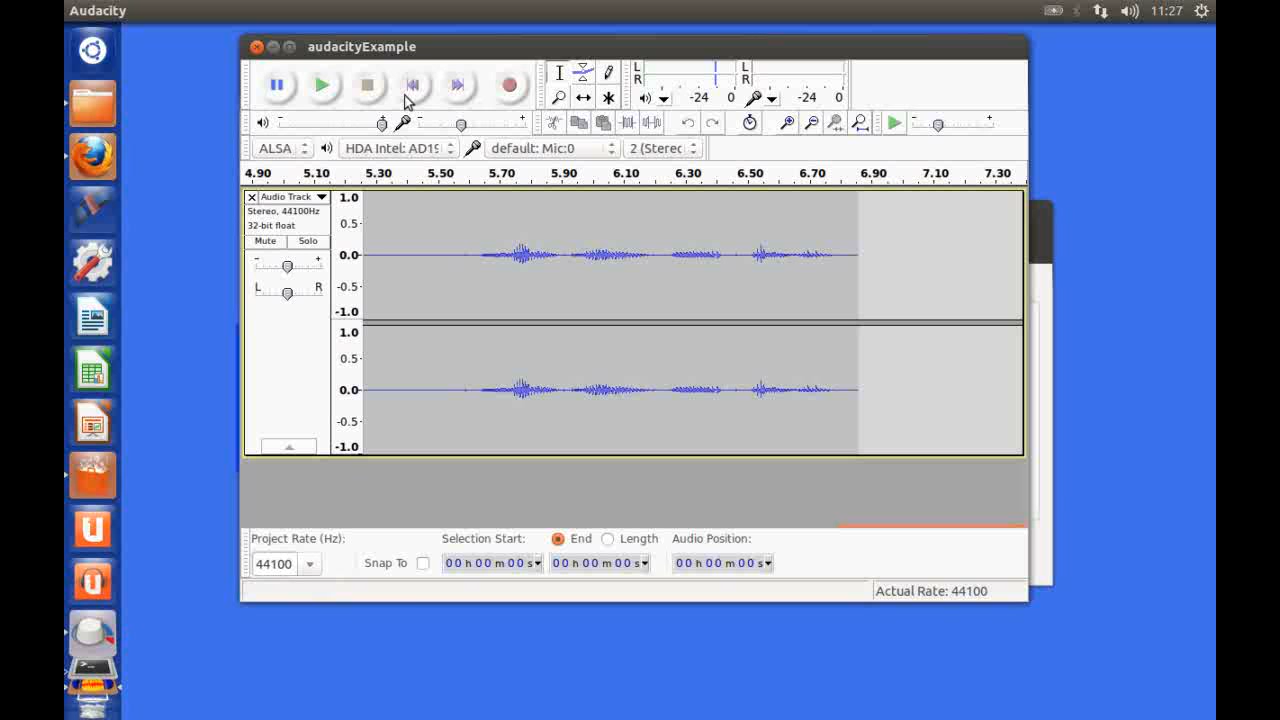 Audacity
11:27
audacityExample
L
R
-24 0
L
R
-24 0
ALSA
HDA Intel: AD19
default: Mic:0
2 (Sterec
4.90 5.10 5.30 5.50 5.70 5.90 6.10 6.30 6.50 6.70 6.90 7.10 7.30
Audio Track
Stereo, 44100Hz
32-bit float
Mute Solo
- +
L R
1.0
0.5-
0.0-
-0.5-
-1.0
1.0
0.5-
0.0-
-0.5-
-1.0
Project Rate (Hz):
44100
Snap To
Selection Start:
00 h 00 m 00 s
End
Length
00 h 00 m 00 s
Audio Position:
00 h 00 m 00 s
Actual Rate: 44100